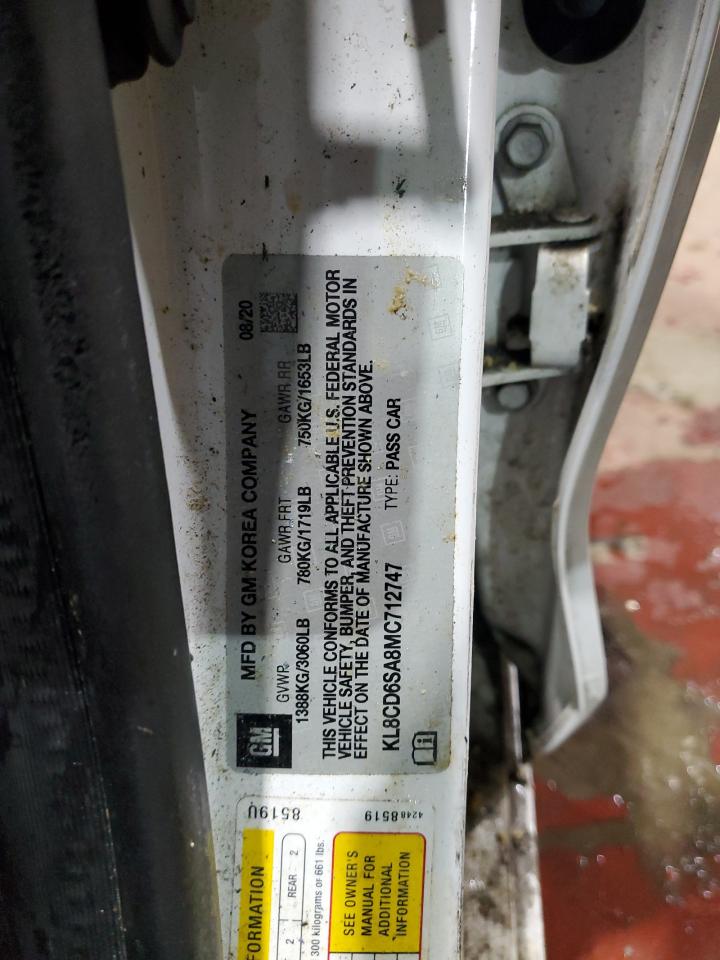 GM
MFD BY GM KOREA COMPANY 08/20
GVWR GAWR FRT GAWR RR
1388KG/3060LB 780KG/1719LB 750KG/1653LB
THIS VEHICLE CONFORMS TO ALL APPLICABLE U.S. FEDERAL MOTOR
VEHICLE SAFETY, BUMPER, AND THEFT PREVENTION STANDARDS IN
EFFECT ON THE DATE OF MANUFACTURE SHOWN ABOVE.
KL8CD6SA8MC712747 TYPE: PASS CAR
8519U
4248 8519
FORMATION
2 REAR 2
300 kilograms or 661 lbs.
SEE OWNER'S
MANUAL FOR
ADDITIONAL
INFORMATION